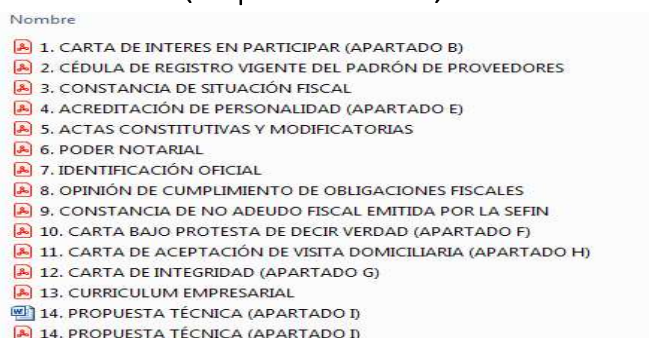 Nombre
1. CARTA DE INTERES EN PARTICIPAR (APARTADO B)
2. CÉDULA DE REGISTRO VIGENTE DEL PADRÓN DE PROVEEDORES
3. CONSTANCIA DE SITUACIÓN FISCAL
4. ACREDITACIÓN DE PERSONALIDAD (APARTADO E)
5. ACTAS CONSTITUTIVAS Y MODIFICATORIAS
6. PODER NOTARIAL
7. IDENTIFICACIÓN OFICIAL
8. OPINIÓN DE CUMPLIMIENTO DE OBLIGACIONES FISCALES
9. CONSTANCIA DE NO ADEUDO FISCAL EMITIDA POR LA SEFIN
10. CARTA BAJO PROTESTA DE DECIR VERDAD (APARTADO F)
11. CARTA DE ACEPTACIÓN DE VISITA DOMICILIARIA (APARTADO H)
12. CARTA DE INTEGRIDAD (APARTADO G)
13. CURRICULUM EMPRESARIAL
14. PROPUESTA TÉCNICA (APARTADO I)
14. PROPUESTA TÉCNICA (APARTADO I)